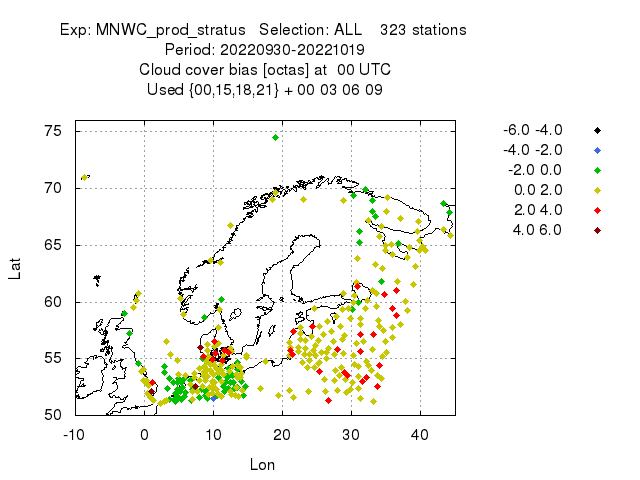 Exp: MNWC_prod_stratus Selection: ALL 323 stations
Period: 20220930-20221019
Cloud cover bias [octas] at 00 UTC
Used {00,15,18,21} + 00 03 06 09
75
70
65
60
55
50
Lat
-10 0 10 20 30 40
Lon
-6.0 -4.0
-4.0 -2.0
-2.0 0.0
0.0 2.0
2.0 4.0
4.0 6.0